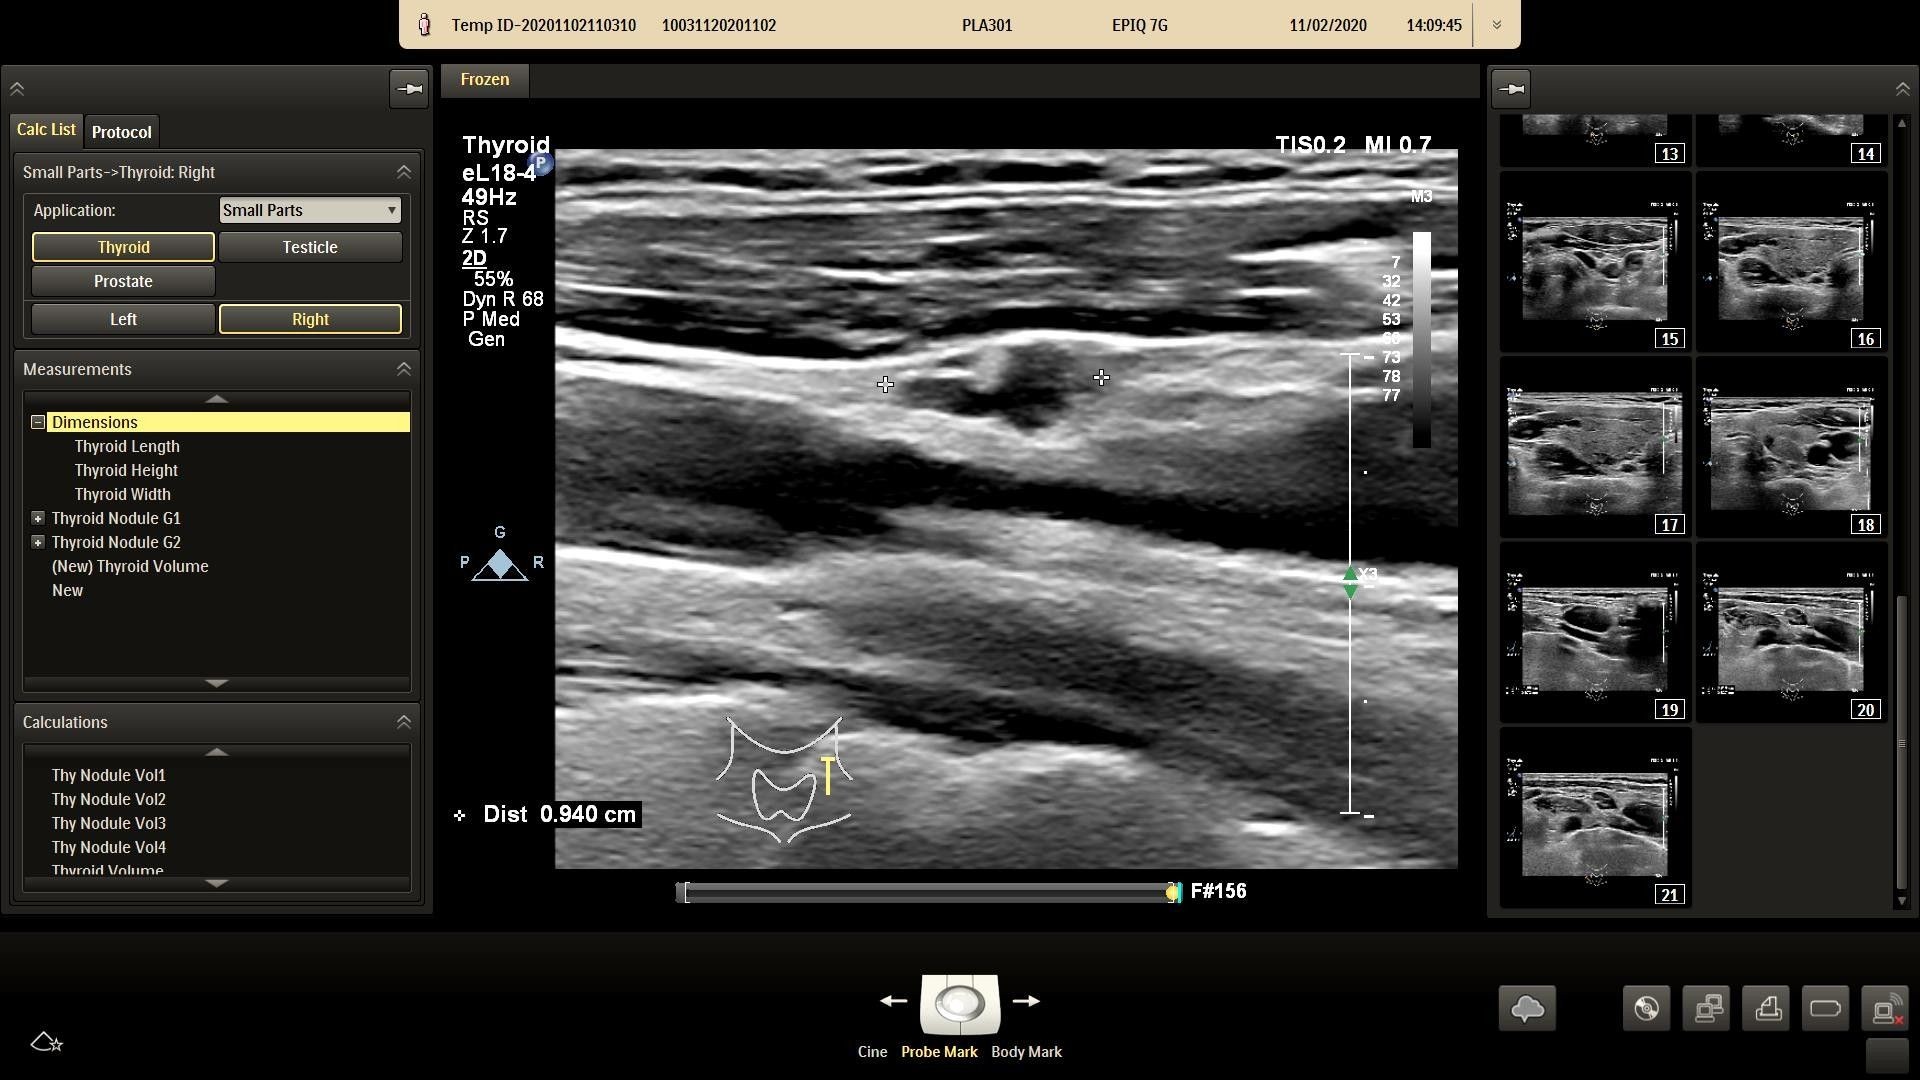 Temp ID-20201102110310 10031120201102 PLA301 EPIQ 7G 11/02/2020 14:09:45
Frozen
Calc List Protocol
Small Parts->Thyroid: Right
Application: Small Parts
Thyroid Testicle
Prostate
Left Right
Measurements
Dimensions
Thyroid Length
Thyroid Height
Thyroid Width
Thyroid Nodule G1
Thyroid Nodule G2
(New) Thyroid Volume
New
Calculations
Thy Nodule Vol1
Thy Nodule Vol2
Thy Nodule Vol3
Thy Nodule Vol4
Thyroid Volume
Thyroid
P
eL18-4
49Hz
RS
Z 1.7
2D
55%
Dyn R 68
P Med
Gen
G
P R
TIS0.2 MI 0.7
M3
7
32
42
53
73
78
77
X3
Dist 0.940 cm
F#156
13 14
15 16
17 18
19 20
21
Cine Probe Mark Body Mark